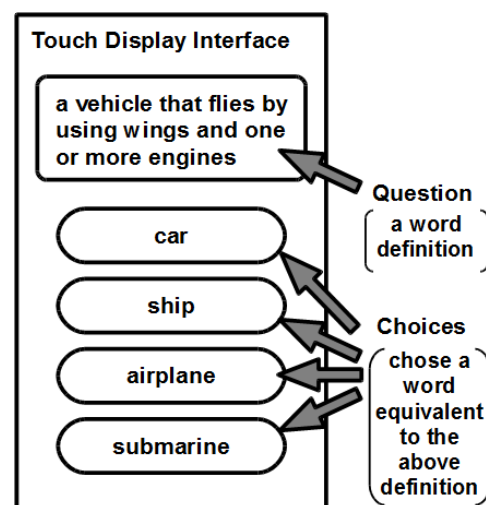 Touch Display Interface
a vehicle that flies by
using wings and one
or more engines
Question
a word
definition
car
ship
airplane
submarine
Choices
chose a
word
equivalent
to the
above
definition